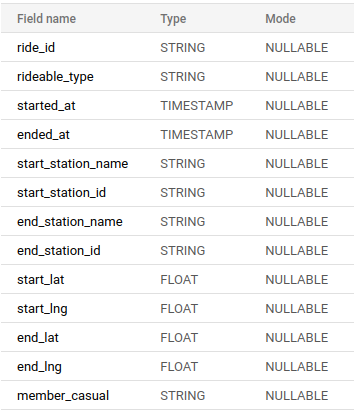 Field name Type Mode
ride_id STRING NULLABLE
rideable_type STRING NULLABLE
started_at TIMESTAMP NULLABLE
ended_at TIMESTAMP NULLABLE
start_station_name STRING NULLABLE
start_station_id STRING NULLABLE
end_station_name STRING NULLABLE
end_station_id STRING NULLABLE
start_lat FLOAT NULLABLE
start_lng FLOAT NULLABLE
end_lat FLOAT NULLABLE
end_lng FLOAT NULLABLE
member_casual STRING NULLABLE